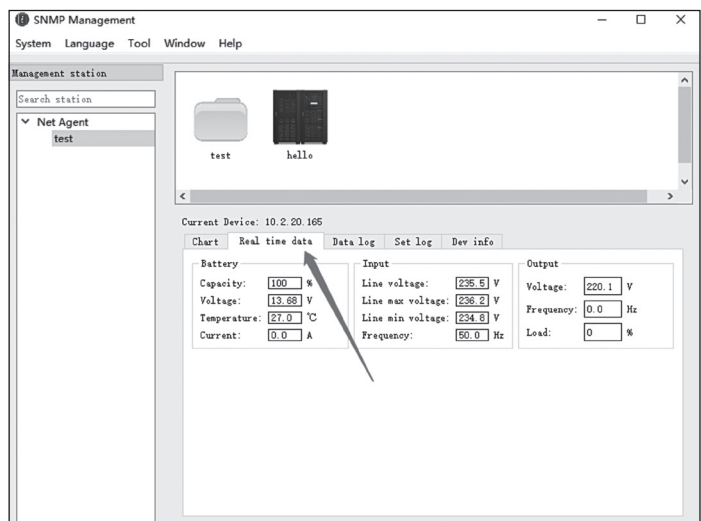 SNMP Management
System Language Tool Window Help
Management station
Search station
Net Agent
test
test hello
Current Device: 10.2.20.165
Chart Real time data Data log Set log Dev info
Battery
Capacity: 100 %
Voltage: 13.68 V
Temperature: 27.0 ℃
Current: 0.0 A
Input
Line voltage: 235.5 V
Line max voltage: 236.2 V
Line min voltage: 234.8 V
Frequency: 50.0 Hz
Output
Voltage: 220.1 V
Frequency: 0.0 Hz
Load: 0 %